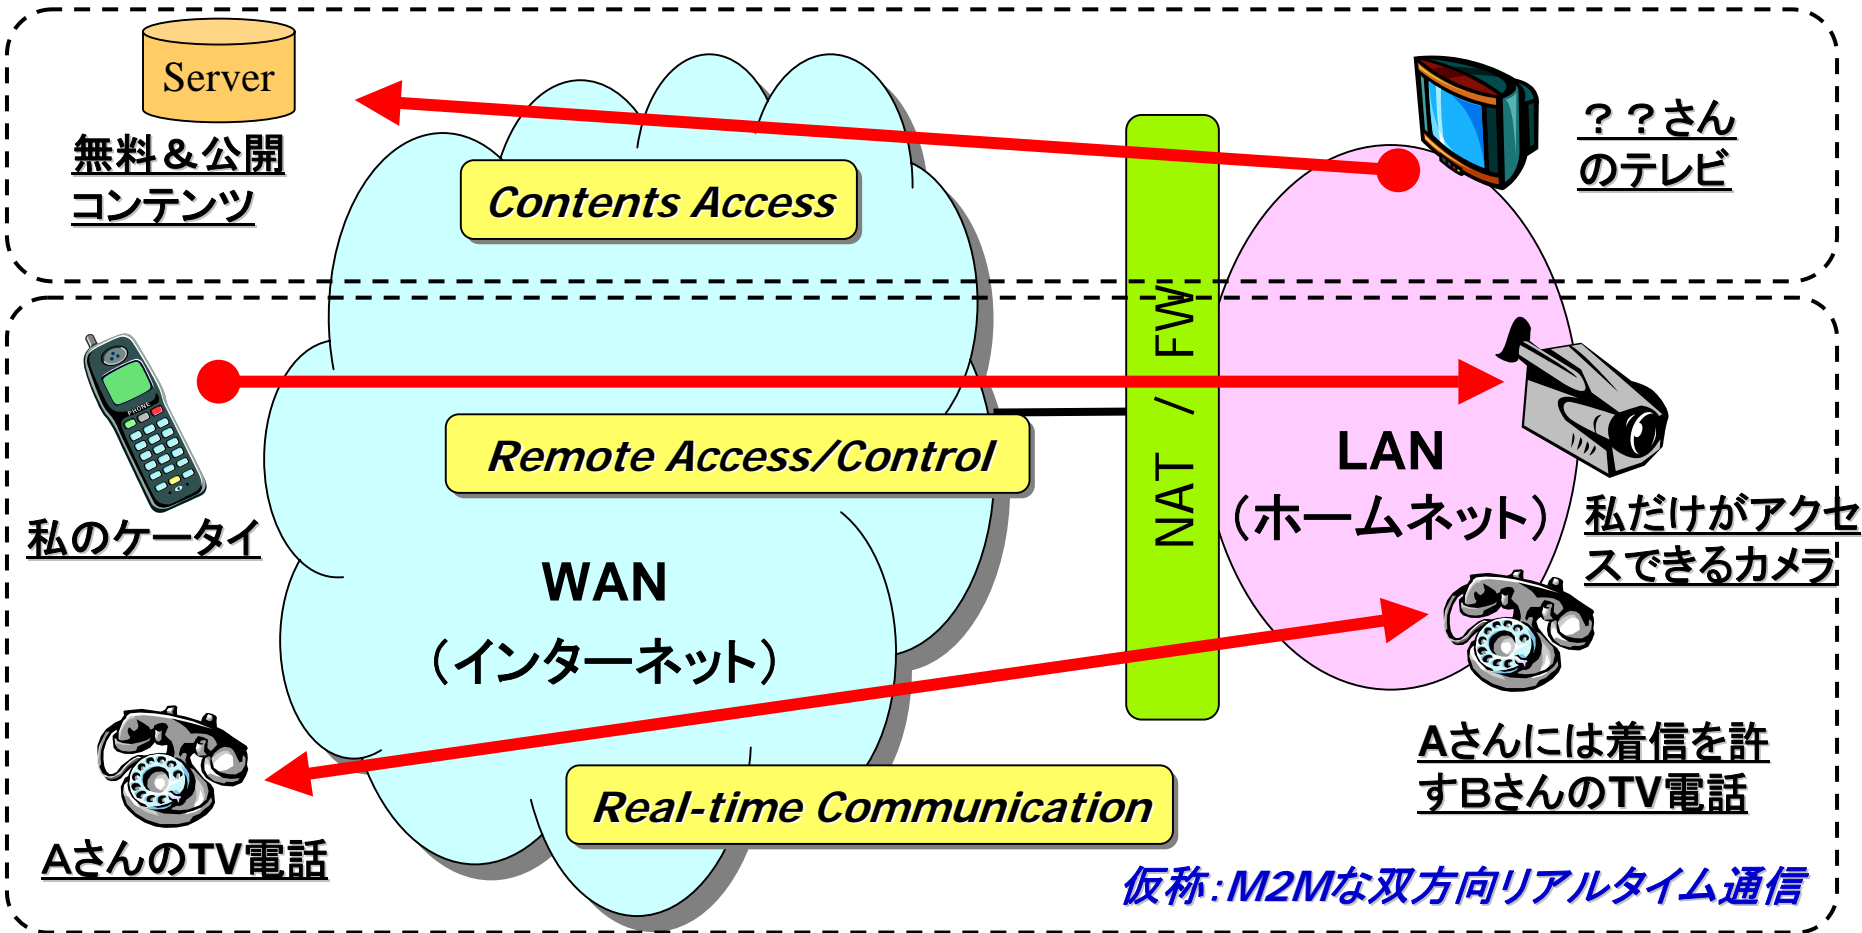 Server
無料＆公開
コンテンツ
Contents Access
？？さん
のテレビ
NAT / FW
PHONE
私のケータイ
Remote Access/Control
LAN
（ホームネット）
私だけがアクセ
スできるカメラ
WAN
（インターネット）
Aさんには着信を許
すBさんのTV電話
Real-time Communication
AさんのTV電話
仮称：M2Mな双方向リアルタイム通信